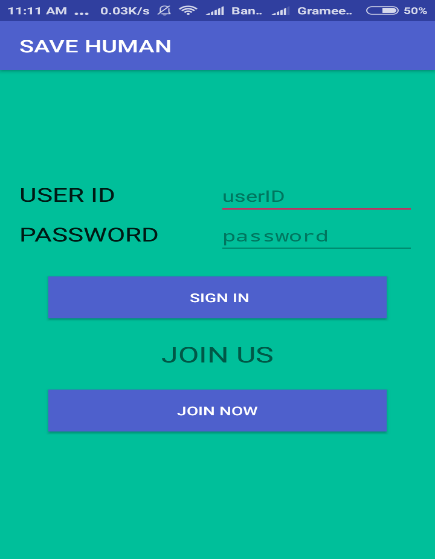 11:11 AM ... 0.03K/s Ban.. Gramee.. 50%
SAVE HUMAN
USER ID userID
PASSWORD password
SIGN IN
JOIN US
JOIN NOW